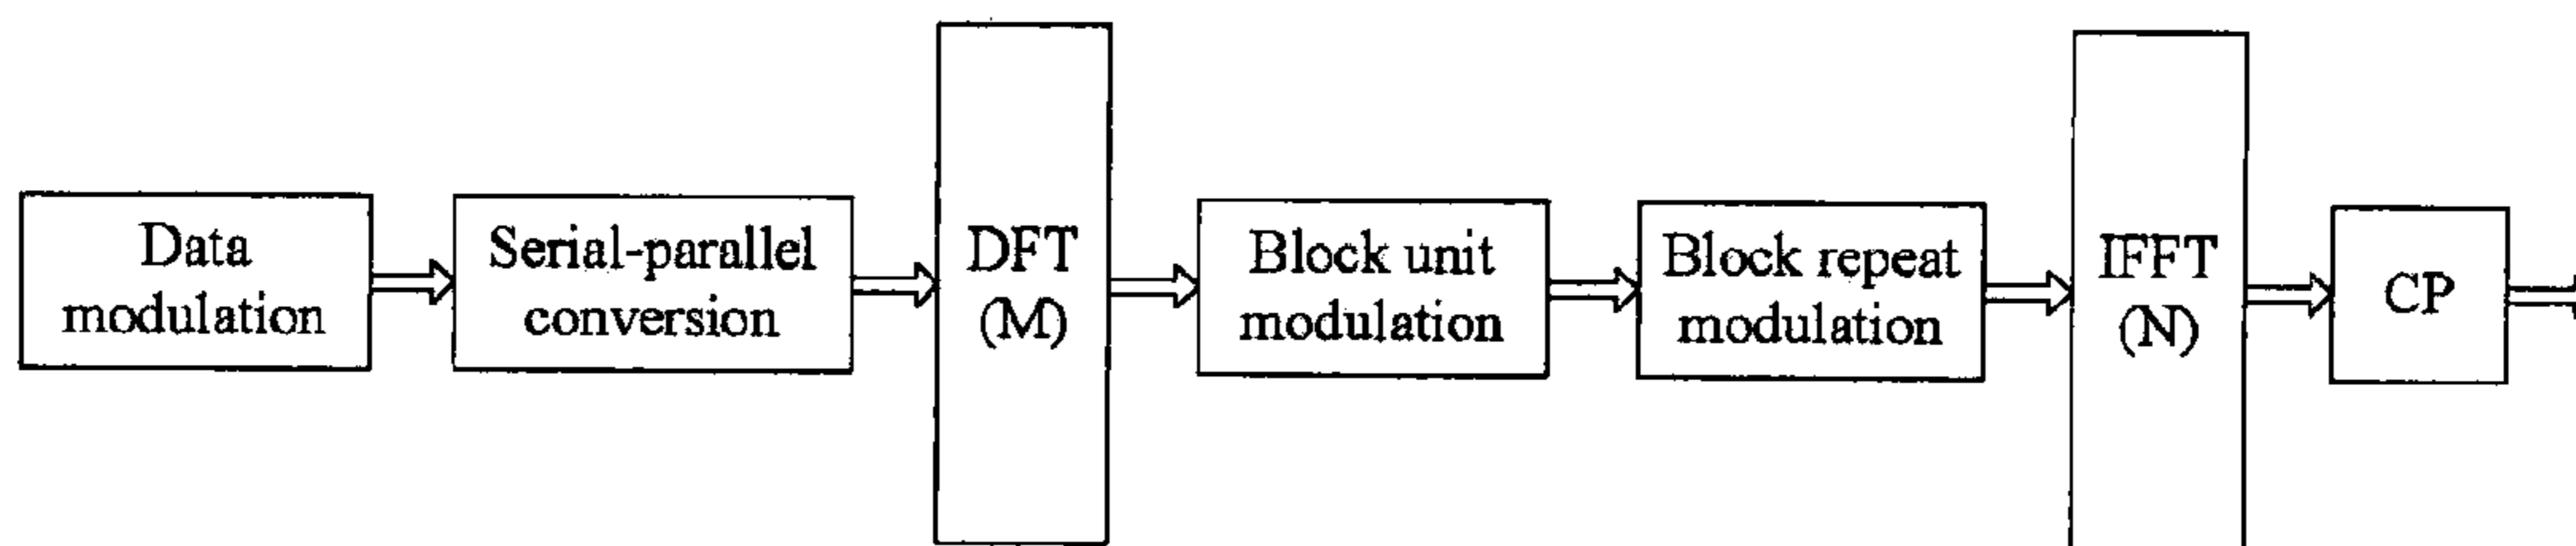 Data
modulation
Serial-parallel
conversion
DFT
(M)
Block unit
modulation
Block repeat
modulation
IFFT
(N)
CP